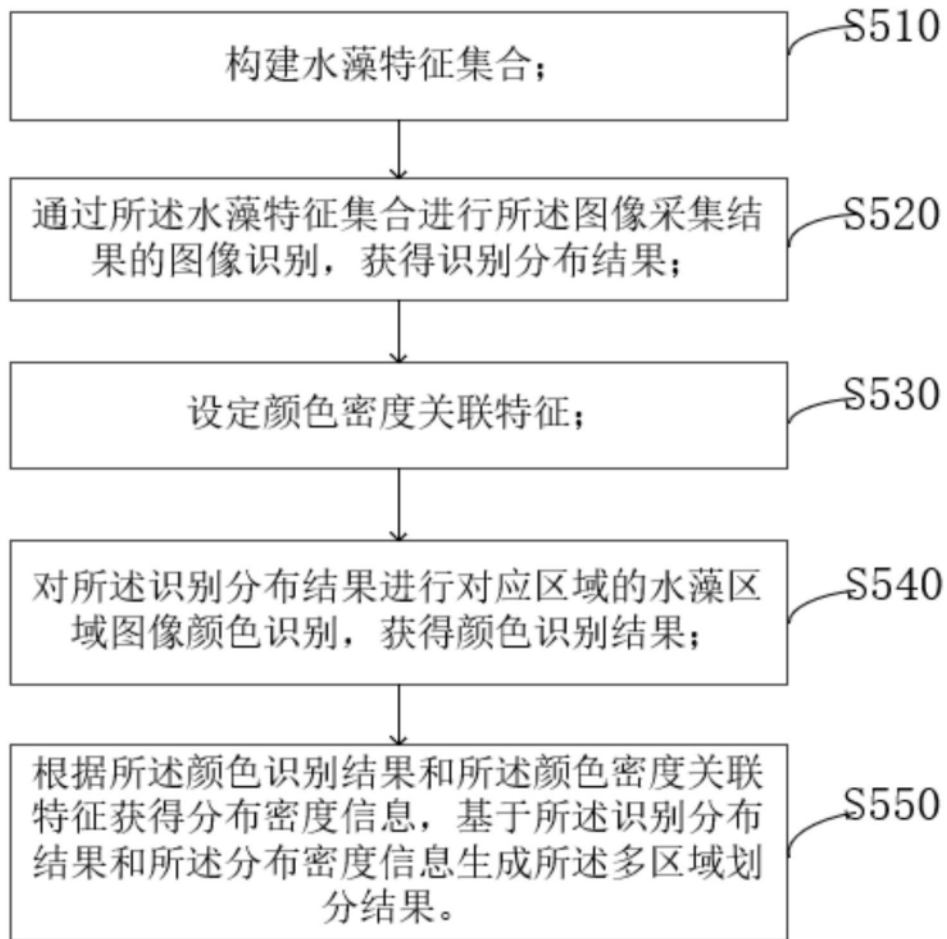 构建水藻特征集合；
S510
通过所述水藻特征集合进行所述图像采集结
果的图像识别，获得识别分布结果；
S520
设定颜色密度关联特征；
S530
对所述识别分布结果进行对应区域的水藻区
域图像颜色识别，获得颜色识别结果；
S540
根据所述颜色识别结果和所述颜色密度关联
特征获得分布密度信息，基于所述识别分布
结果和所述分布密度信息生成所述多区域划
分结果。
S550